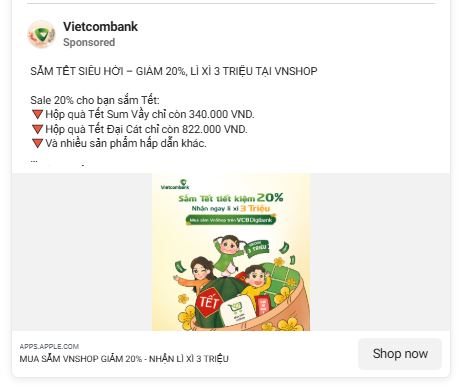 Vietcombank
Sponsored
SẮM TẾT SIÊU HỜI – GIẢM 20%, LÌ XÌ 3 TRIỆU TẠI VNSHOP
Sale 20% cho bạn sắm Tết:
🔻Hộp quà Tết Sum Vầy chỉ còn 340.000 VND.
🔻Hộp quà Tết Đại Cát chỉ còn 822.000 VND.
🔻Và nhiều sản phẩm hấp dẫn khác.
...
Vietcombank
Sắm Tết tiết kiệm 20%
Nhận ngay lì xì 3 Triệu
Mua sắm VnShop trên VCB Digibank
3 TRIỆU
TẾT
APPS.APPLE.COM
MUA SẮM VNSHOP GIẢM 20% - NHẬN LÌ XÌ 3 TRIỆU
Shop now